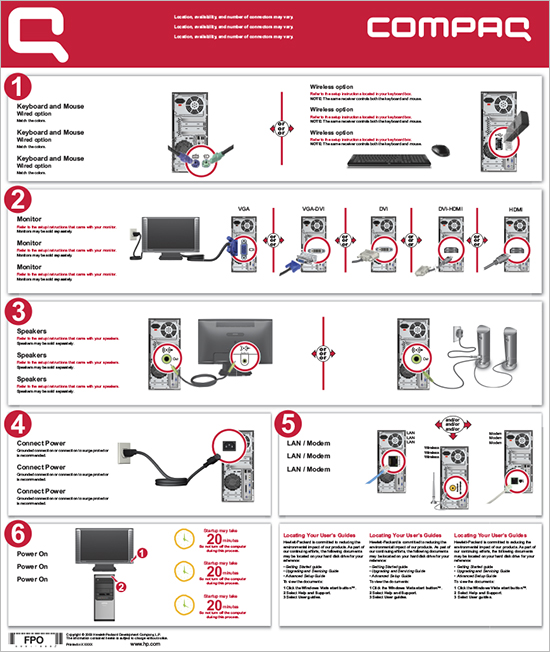 Location, availability, and number of connectors may vary.
Location, availability, and number of connectors may vary.
Location, availability, and number of connectors may vary.
COMPAQ
1
Keyboard and Mouse
Wired option
Match the colors.
Keyboard and Mouse
Wired option
Match the colors.
Keyboard and Mouse
Wired option
Match the colors.
or
or
or
Wireless option
Refer to the setup instructions located in your keyboard box.
NOTE: The same receiver controls both the keyboard and mouse.
Wireless option
Refer to the setup instructions located in your keyboard box.
NOTE: The same receiver controls both the keyboard and mouse.
Wireless option
Refer to the setup instructions located in your keyboard box.
NOTE: The same receiver controls both the keyboard and mouse.
2
Monitor
Refer to the setup instructions that came with your monitor.
Monitors may be sold separately.
Monitor
Refer to the setup instructions that came with your monitor.
Monitors may be sold separately.
Monitor
Refer to the setup instructions that came with your monitor.
Monitors may be sold separately.
VGA
or
or
or
VGA-DVI
or
or
or
DVI
or
or
or
DVI-HDMI
or
or
or
HDMI
3
Speakers
Refer to the setup instructions that came with your speakers.
Speakers may be sold separately.
Speakers
Refer to the setup instructions that came with your speakers.
Speakers may be sold separately.
Speakers
Refer to the setup instructions that came with your speakers.
Speakers may be sold separately.
Out
or
or
or
Out
4
Connect Power
Grounded connection or connection to surge protector
is recommended.
Connect Power
Grounded connection or connection to surge protector
is recommended.
Connect Power
Grounded connection or connection to surge protector
is recommended.
5
LAN / Modem
LAN / Modem
LAN / Modem
LAN
LAN
LAN
and/or
and/or
and/or
Wireless
Wireless
Wireless
Modem
Modem
Modem
6
Power On
Power On
Power On
1
2
Startup may take
20 minutes
Do not turn off the computer
during this process.
Startup may take
20 minutes
Do not turn off the computer
during this process.
Startup may take
20 minutes
Do not turn off the computer
during this process.
Locating Your User's Guides
Hewlett-Packard is committed to reducing the
environmental impact of our products. As part of
our continuing efforts, the following documents
may be located on your hard disk drive for your
reference:
• Getting Started guide
• Upgrading and Servicing Guide
• Advanced Setup Guide
To view the documents:
1 Click the Windows Vista start button™.
2 Select Help and Support.
3 Select User guides.
Locating Your User's Guides
Hewlett-Packard is committed to reducing the
environmental impact of our products. As part of
our continuing efforts, the following documents
may be located on your hard disk drive for your
reference:
• Getting Started guide
• Upgrading and Servicing Guide
• Advanced Setup Guide
To view the documents:
1 Click the Windows Vista start button™.
2 Select Help and Support.
3 Select User guides.
Locating Your User's Guides
Hewlett-Packard is committed to reducing the
environmental impact of our products. As part of
our continuing efforts, the following documents
may be located on your hard disk drive for your
reference:
• Getting Started guide
• Upgrading and Servicing Guide
• Advanced Setup Guide
To view the documents:
1 Click the Windows Vista start button™.
2 Select Help and Support.
3 Select User guides.
FPO
Copyright © 2008 Hewlett-Packard Development Company, L.P.
The information contained herein is subject to change without notice.
Printed in XXXXX
www.hp.com